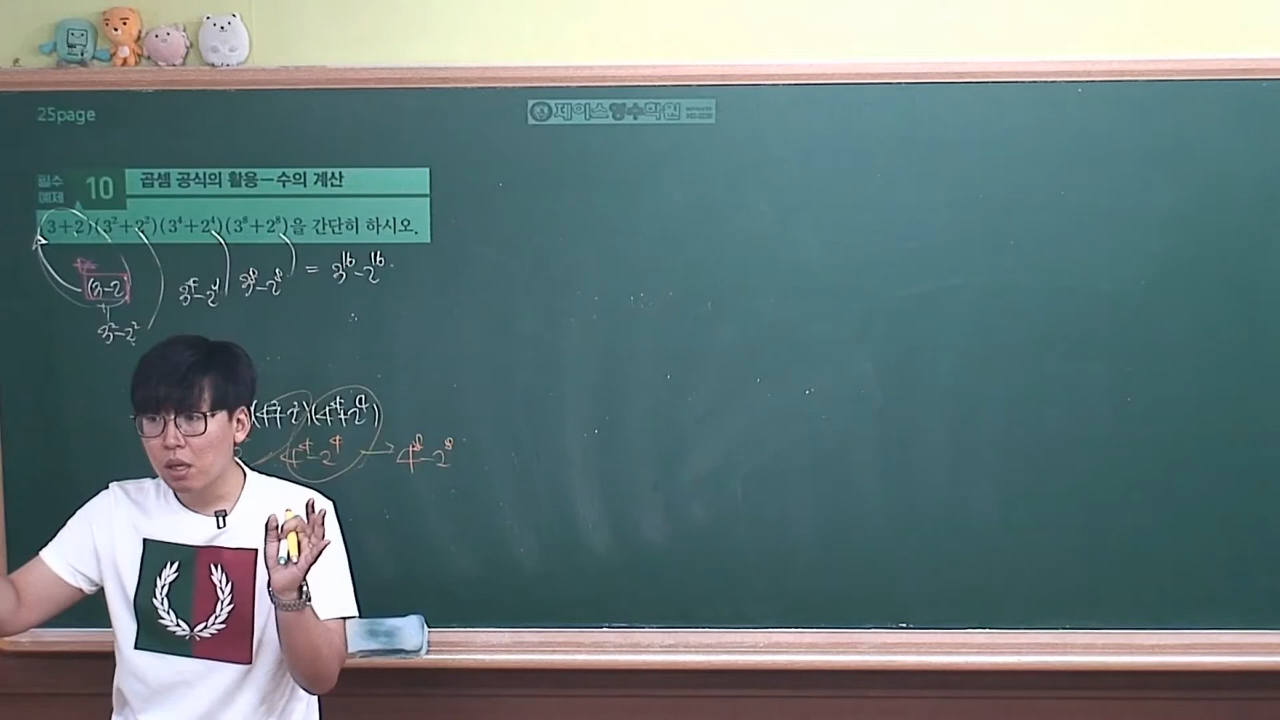 25page
제이스영수학원
필수 예제 10 곱셈 공식의 활용-수의 계산
(3+2)(3²+2²)(3⁴+2⁴)(3⁸+2⁸)을 간단히 하시오.
(3-2) 3⁴-2⁴ 3⁸-2⁸ = 3¹⁶-2¹⁶.
3²-2²
4⁴-2⁴ → 4⁸-2⁸